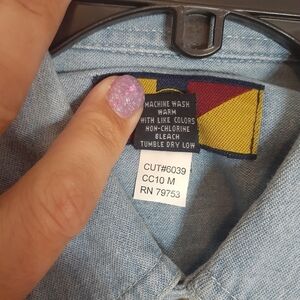 MACHINE WASH
WARM
WITH LIKE COLORS
NON-CHLORINE
BLEACH
TUMBLE DRY LOW
CUT#6039
CC10 M
RN 79753